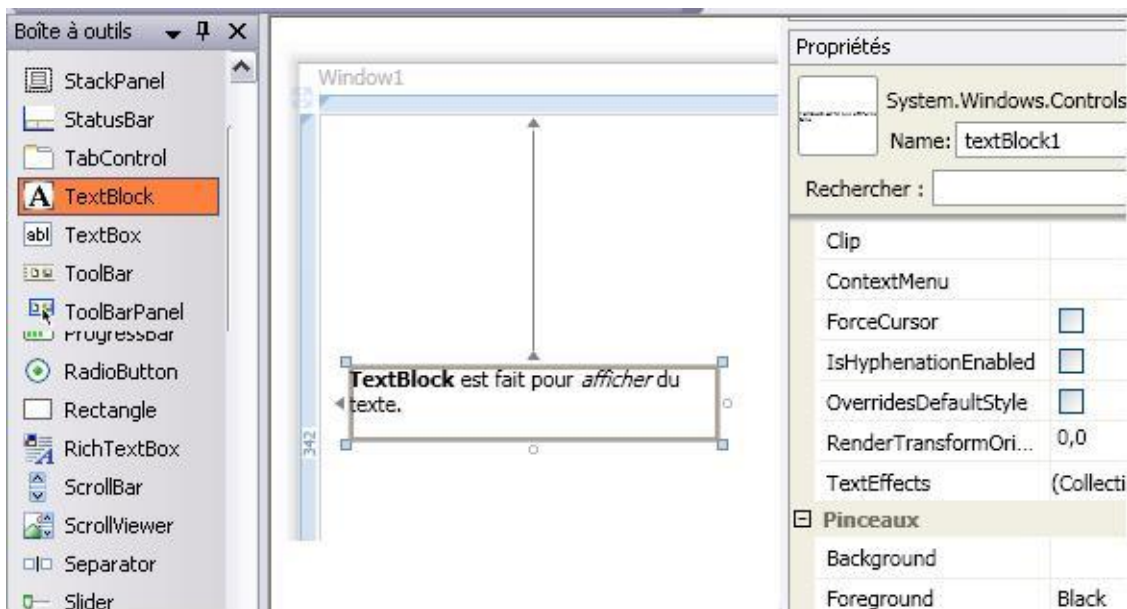 Boîte à outils
StackPanel
StatusBar
TabControl
A TextBlock
abl TextBox
ToolBar
ToolBarPanel
Progressbar
RadioButton
Rectangle
RichTextBox
ScrollBar
ScrollViewer
Separator
Slider
Window1
TextBlock est fait pour afficher du
texte.
342
Propriétés
System.Windows.Controls
Name: textBlock1
Rechercher :
Clip
ContextMenu
ForceCursor
IsHyphenationEnabled
OverridesDefaultStyle
RenderTransformOri... 0,0
TextEffects (Collecti
Pinceaux
Background
Foreground Black